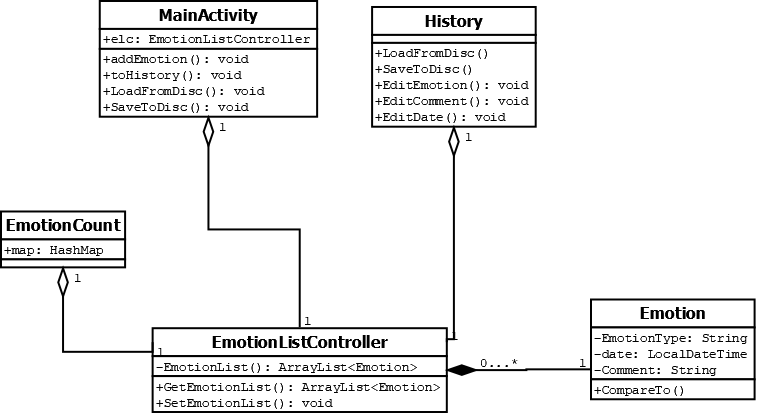 MainActivity
+elc: EmotionListController
+addEmotion(): void
+toHistory(): void
+LoadFromDisc(): void
+SaveToDisc(): void
1
History
+LoadFromDisc()
+SaveToDisc()
+EditEmotion(): void
+EditComment(): void
+EditDate(): void
1
EmotionCount
+map: HashMap
1
1
1
1
EmotionListController
-EmotionList(): ArrayList<Emotion>
+GetEmotionList(): ArrayList<Emotion>
+SetEmotionList(): void
0...*
1
Emotion
-EmotionType: String
-date: LocalDateTime
-Comment: String
+CompareTo()